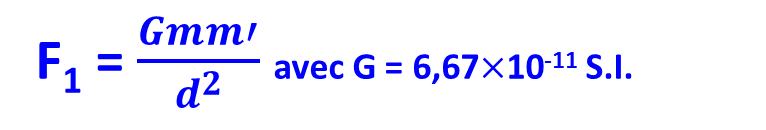 F₁ = Gmm′/d² avec G = 6,67×10⁻¹¹ S.I.